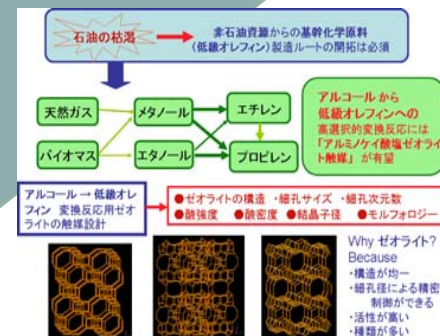 石油の枯渇
非石油資源からの基幹化学原料
(低級オレフィン)製造ルートの開拓は必須
天然ガス
メタノール
エチレン
バイオマス
エタノール
プロピレン
アルコールから
低級オレフィンへの
高選択的変換反応には
「アルミノケイ酸塩ゼオライ
ト触媒」が有望
アルコール → 低級オレ
フィン 変換反応用ゼオ
ライトの触媒設計
●ゼオライトの構造 ・細孔サイズ ・細孔次元数
●酸強度 ●酸密度 ●結晶子径 ●モルフォロジー
Why ゼオライト?
Because
・構造が均一
・細孔径による精密
制御ができる
・活性が高い
・種類が多い